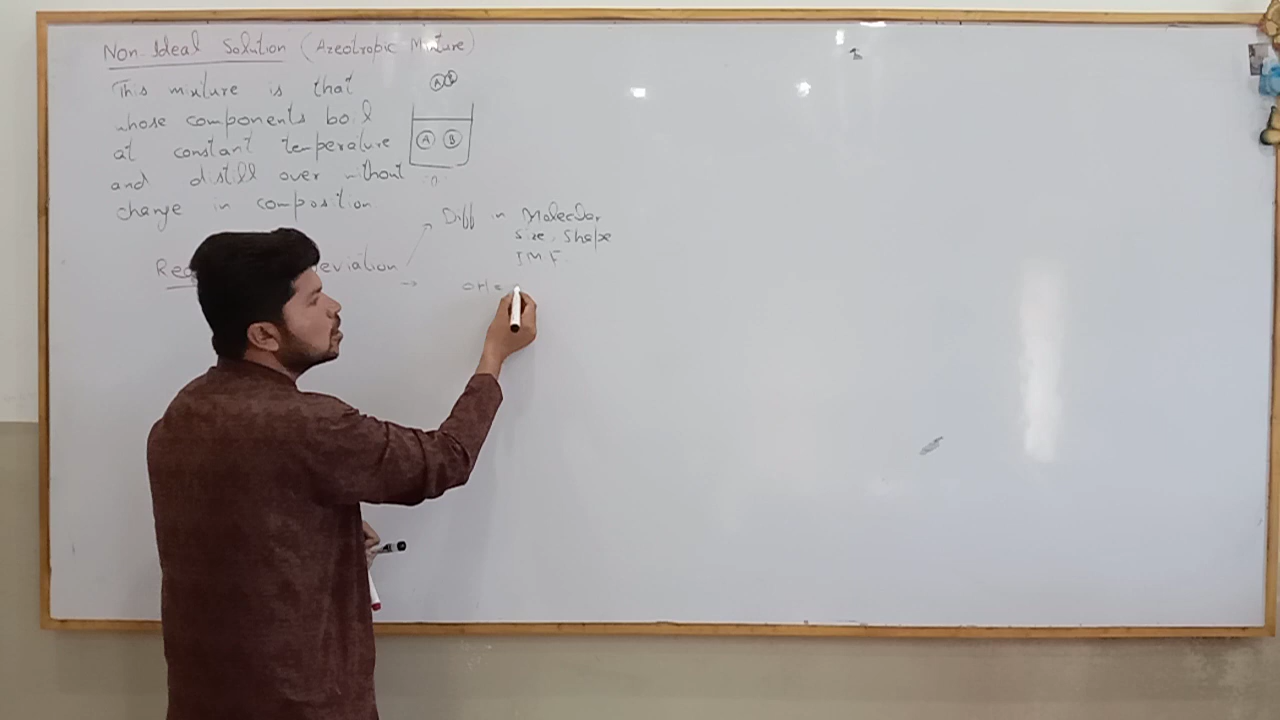 Non-Ideal Solution (Azeotropic Mixture)
This mixture is that
whose components boil
at constant temperature
and distill over without
change in composition
A B
A B
Diff in Molecular
size, shape
I M F.
eviation